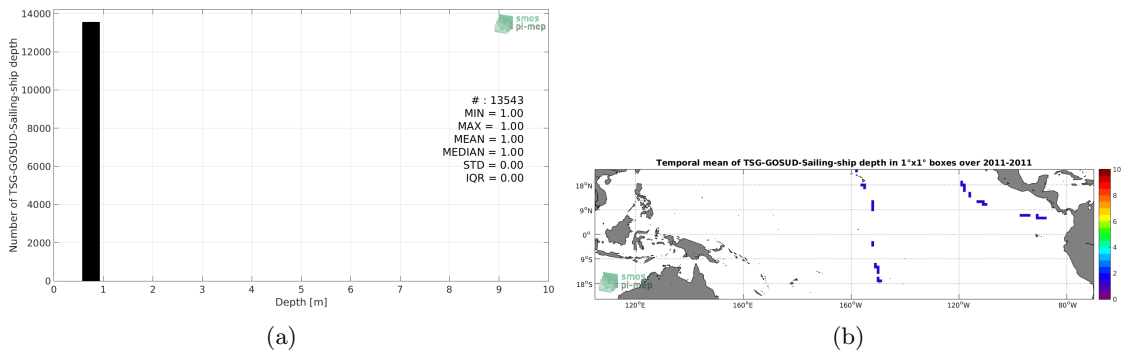 smos
pi-mep
Number of TSG-GOSUD-Sailing-ship depth
14000
12000
10000
8000
6000
4000
2000
0
# : 13543
MIN = 1.00
MAX = 1.00
MEAN = 1.00
MEDIAN = 1.00
STD = 0.00
IQR = 0.00
0 1 2 3 4 5 6 7 8 9 10
Depth [m]
(a)
Temporal mean of TSG-GOSUD-Sailing-ship depth in 1°x1° boxes over 2011-2011
18°N
9°N
0°
9°S
18°S
smos
pi-mep
120°E 160°E 160°W 120°W 80°W
10
8
6
4
2
0
(b)